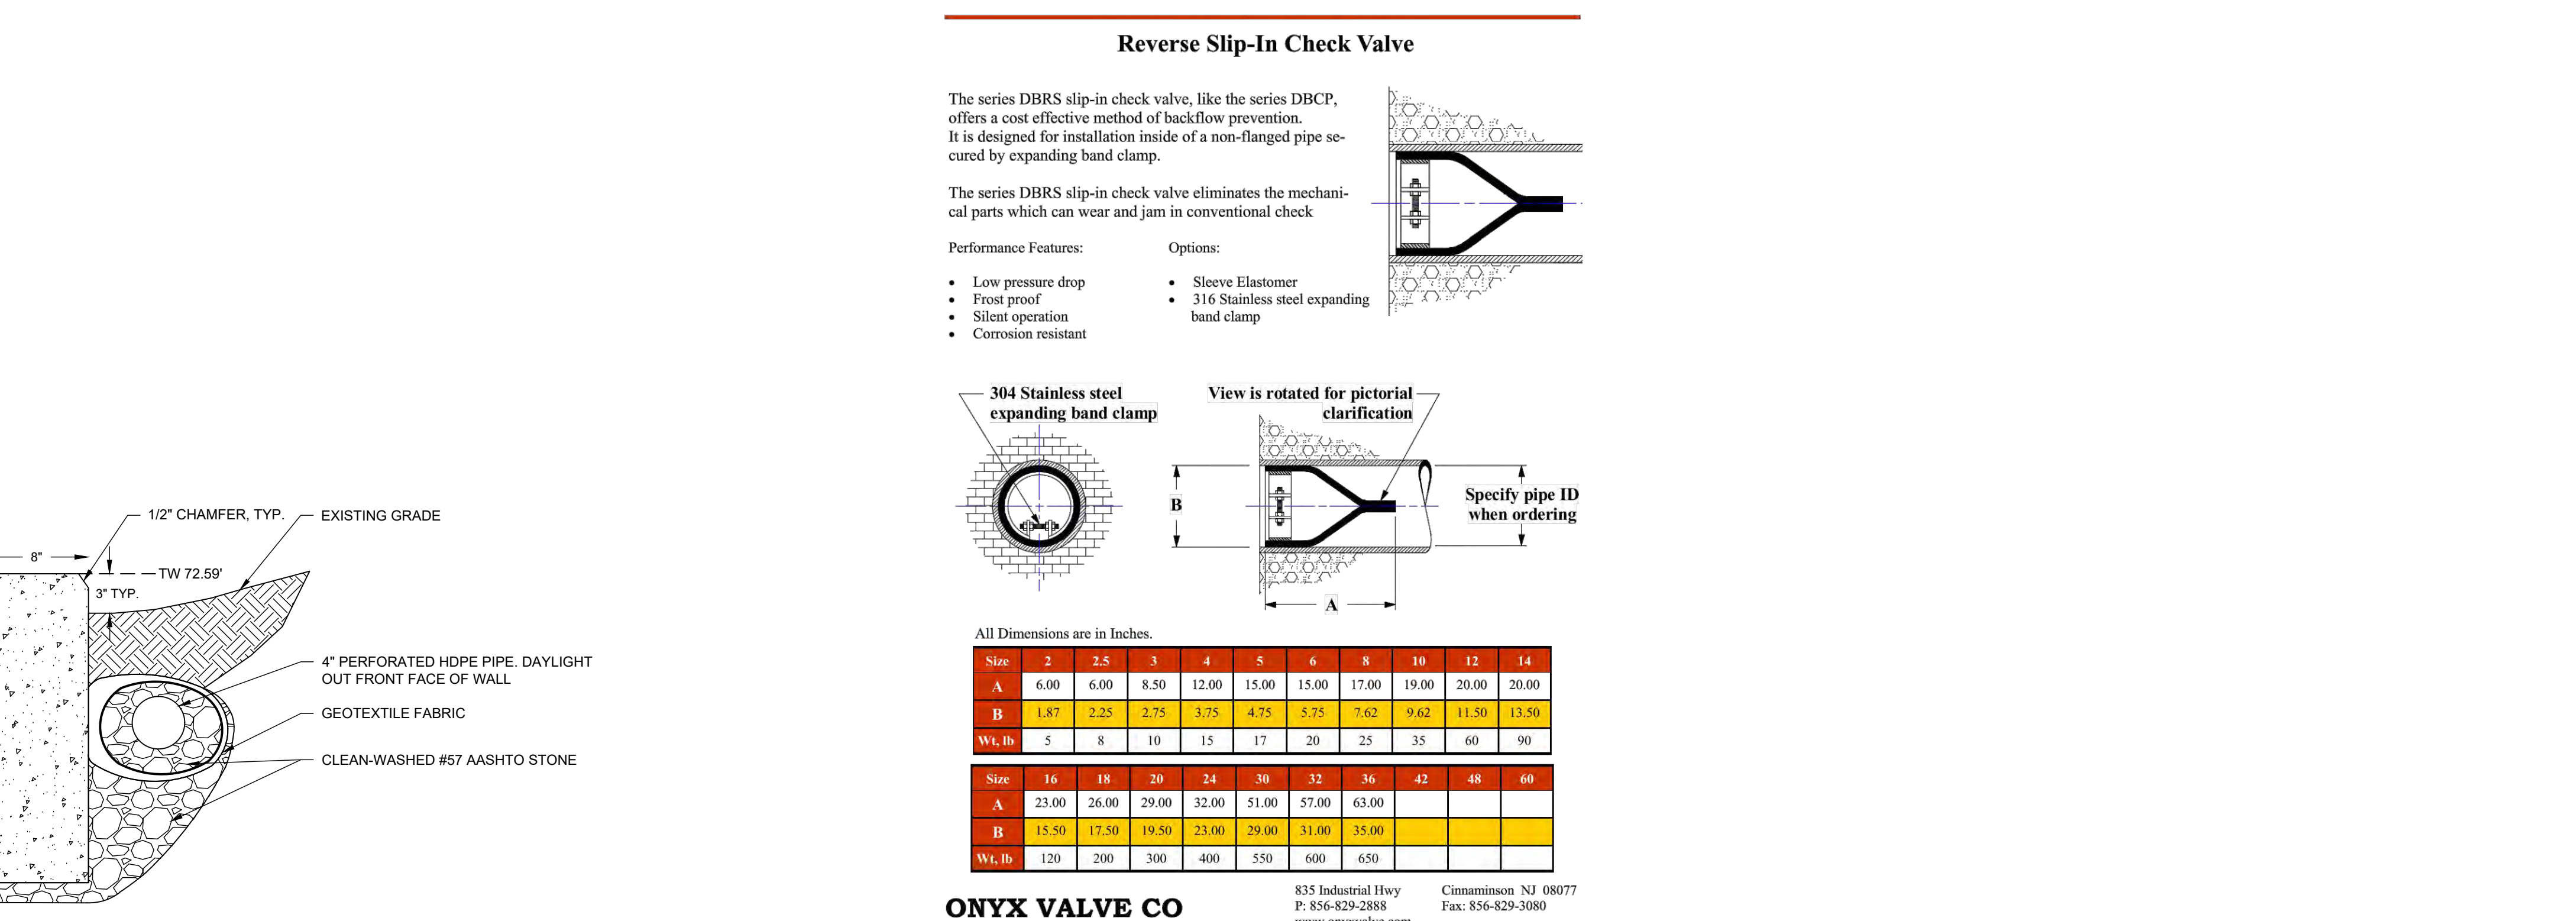 1/2" CHAMFER, TYP.
EXISTING GRADE
8"
TW 72.59'
3" TYP.
4" PERFORATED HDPE PIPE. DAYLIGHT
OUT FRONT FACE OF WALL
GEOTEXTILE FABRIC
CLEAN-WASHED #57 AASHTO STONE
Reverse Slip-In Check Valve
The series DBRS slip-in check valve, like the series DBCP,
offers a cost effective method of backflow prevention.
It is designed for installation inside of a non-flanged pipe se-
cured by expanding band clamp.
The series DBRS slip-in check valve eliminates the mechani-
cal parts which can wear and jam in conventional check
Performance Features:
• Low pressure drop
• Frost proof
• Silent operation
• Corrosion resistant
Options:
• Sleeve Elastomer
• 316 Stainless steel expanding
band clamp
304 Stainless steel
expanding band clamp
View is rotated for pictorial
clarification
B
Specify pipe ID
when ordering
A
All Dimensions are in Inches.
Size 2 2.5 3 4 5 6 8 10 12 14
A 6.00 6.00 8.50 12.00 15.00 15.00 17.00 19.00 20.00 20.00
B 1.87 2.25 2.75 3.75 4.75 5.75 7.62 9.62 11.50 13.50
Wt, lb 5 8 10 15 17 20 25 35 60 90
Size 16 18 20 24 30 32 36 42 48 60
A 23.00 26.00 29.00 32.00 51.00 57.00 63.00
B 15.50 17.50 19.50 23.00 29.00 31.00 35.00
Wt, lb 120 200 300 400 550 600 650
ONYX VALVE CO
835 Industrial Hwy Cinnaminson NJ 08077
P: 856-829-2888 Fax: 856-829-3080